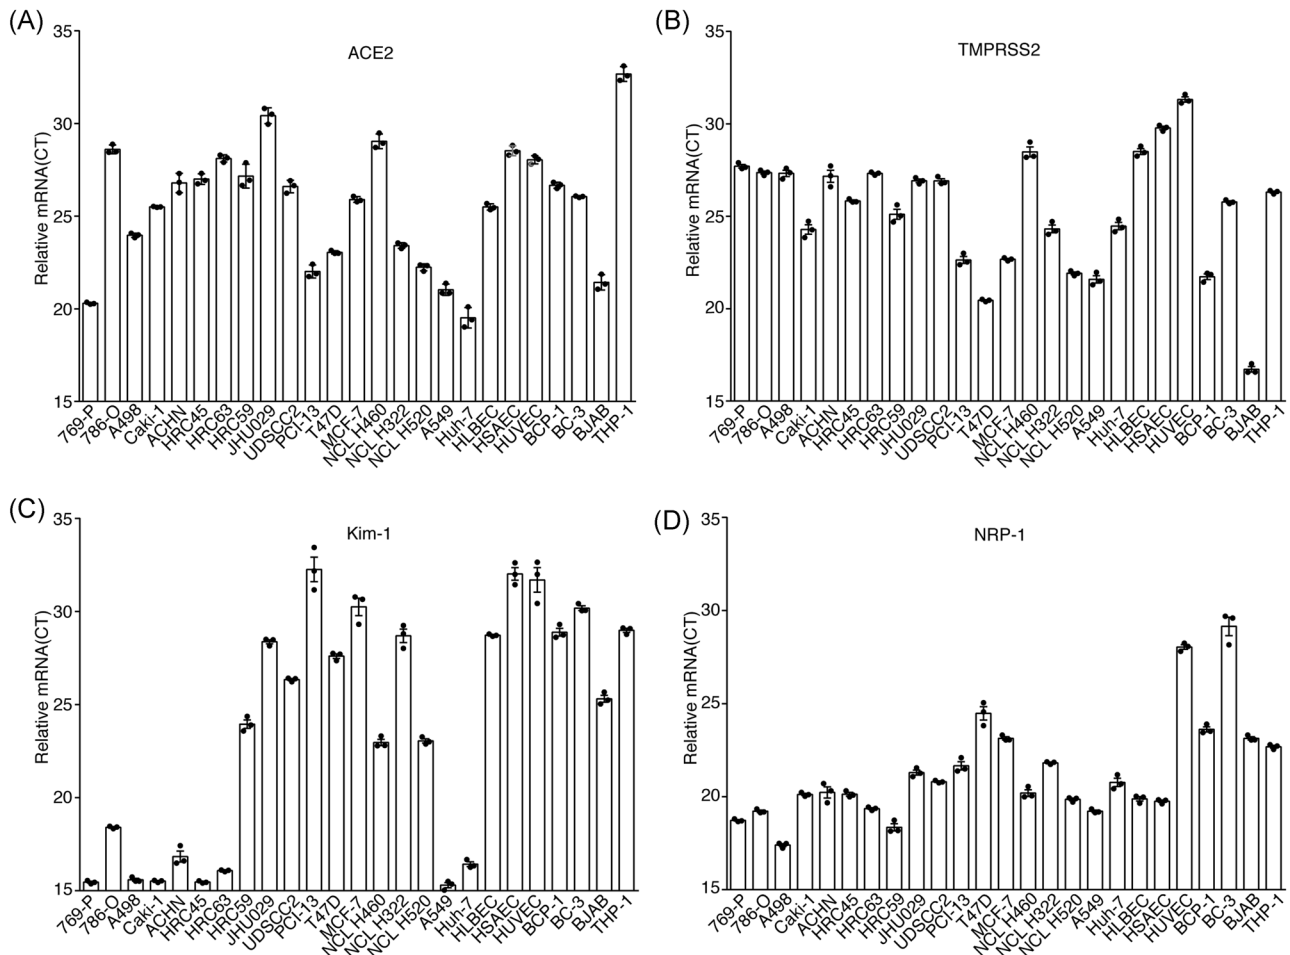 (A)
ACE2
Relative mRNA(CT)
35
30
25
20
15
769-P
786-O
A498
Caki-1
ACHN
HRC45
HRC63
HRC59
JHU029
UDSCC2
PCI-13
T47D
MCF-7
NCL H460
NCL H322
NCL H520
A549
Huh-7
HLBEC
HSAEC
HUVEC
BCP-1
BC-3
BJAB
THP-1
(B)
TMPRSS2
Relative mRNA(CT)
35
30
25
20
15
769-P
786-O
A498
Caki-1
ACHN
HRC45
HRC63
HRC59
JHU029
UDSCC2
PCI-13
T47D
MCF-7
NCL H460
NCL H322
NCL H520
A549
Huh-7
HLBEC
HSAEC
HUVEC
BCP-1
BC-3
BJAB
THP-1
(C)
Kim-1
Relative mRNA(CT)
35
30
25
20
15
769-P
786-O
A498
Caki-1
ACHN
HRC45
HRC63
HRC59
JHU029
UDSCC2
PCI-13
T47D
MCF-7
NCL H460
NCL H322
NCL H520
A549
Huh-7
HLBEC
HSAEC
HUVEC
BCP-1
BC-3
BJAB
THP-1
(D)
NRP-1
Relative mRNA(CT)
35
30
25
20
15
769-P
786-O
A498
Caki-1
ACHN
HRC45
HRC63
HRC59
JHU029
UDSCC2
PCI-13
T47D
MCF-7
NCL H460
NCL H322
NCL H520
A549
Huh-7
HLBEC
HSAEC
HUVEC
BCP-1
BC-3
BJAB
THP-1